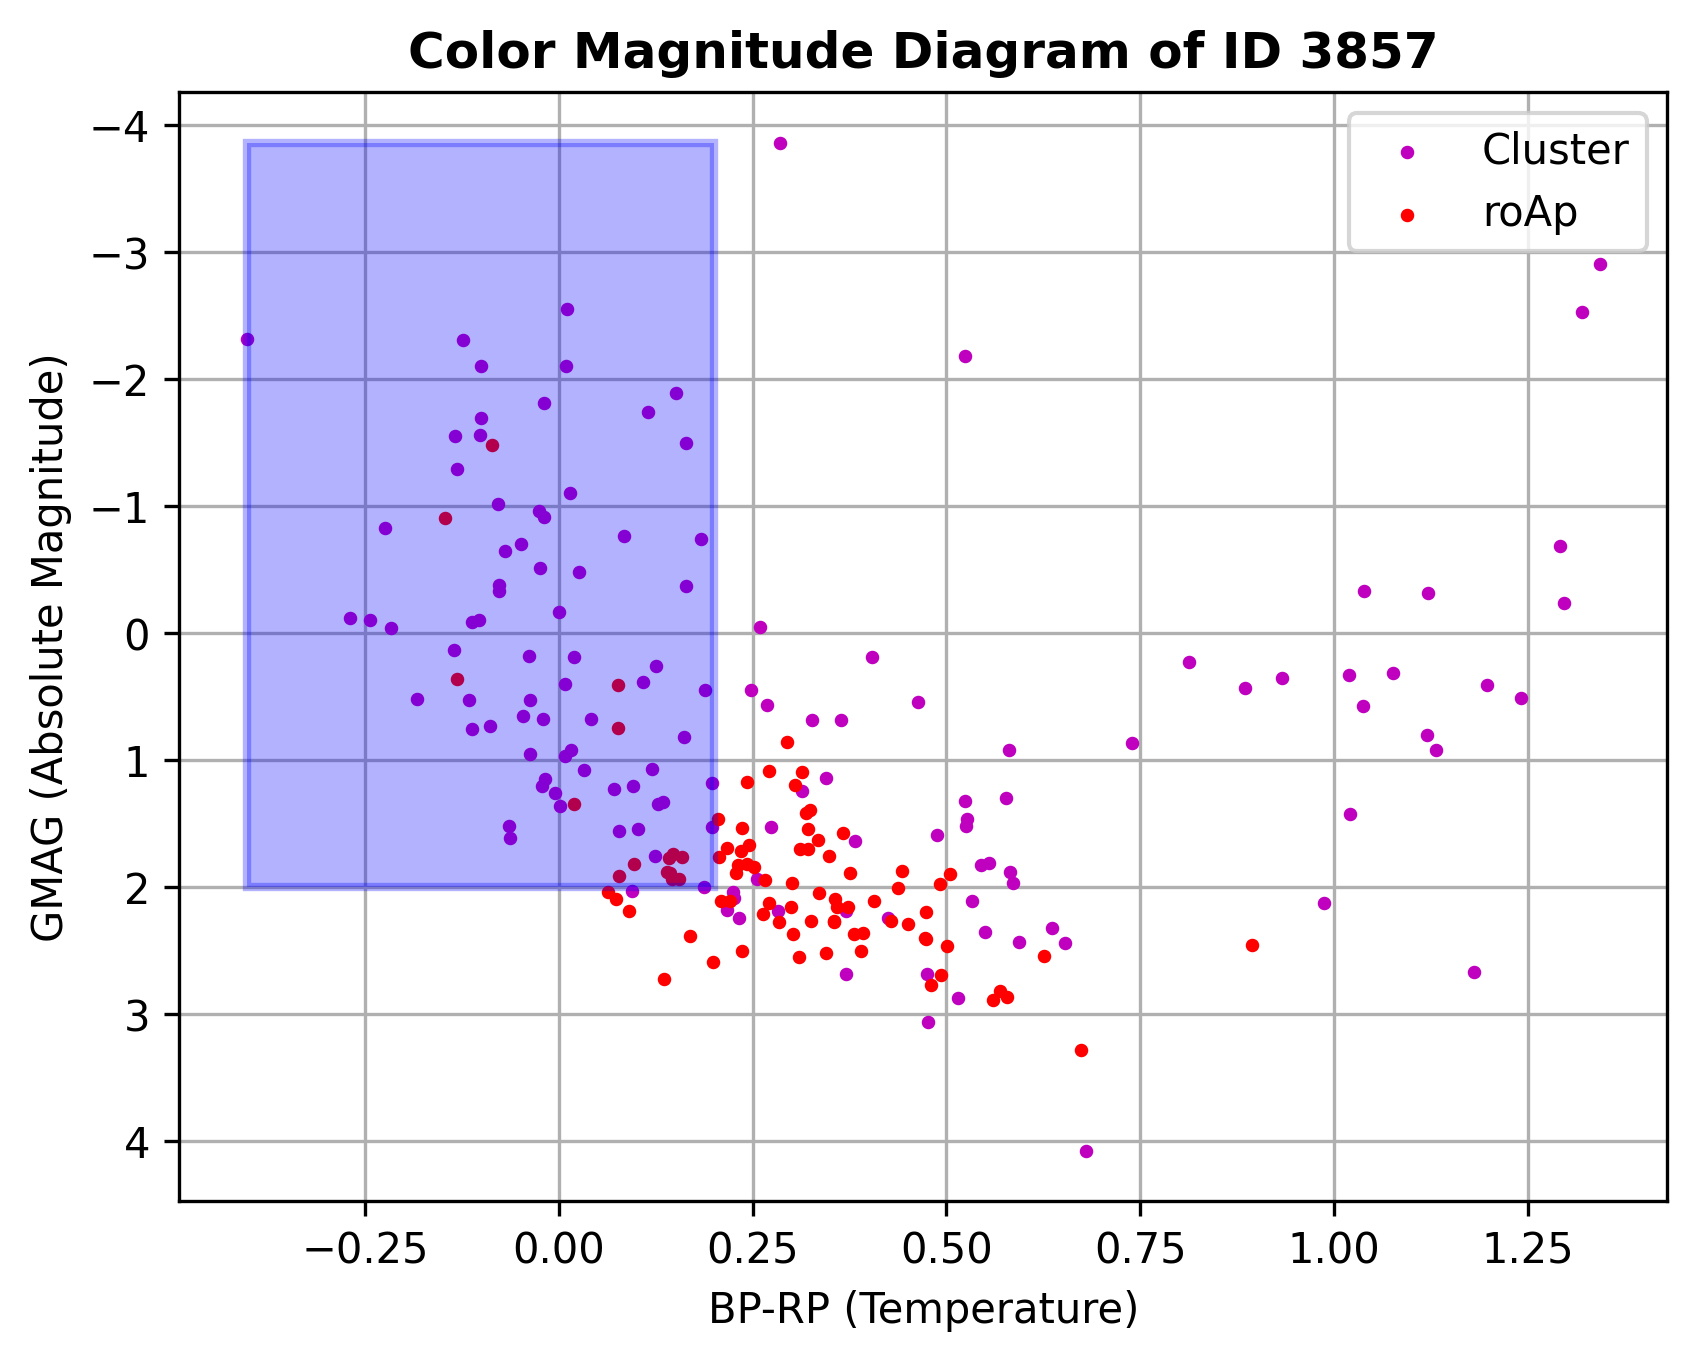 Color Magnitude Diagram of ID 3857
Cluster
roAp
GMAG (Absolute Magnitude)
−4
−3
−2
−1
0
1
2
3
4
−0.25 0.00 0.25 0.50 0.75 1.00 1.25
BP-RP (Temperature)